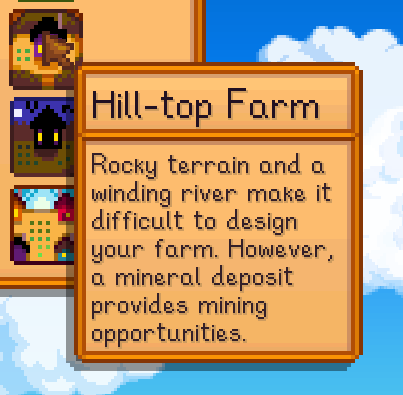 Hill-top Farm
Rocky terrain and a
winding river make it
difficult to design
your farm. However,
a mineral deposit
provides mining
opportunities.